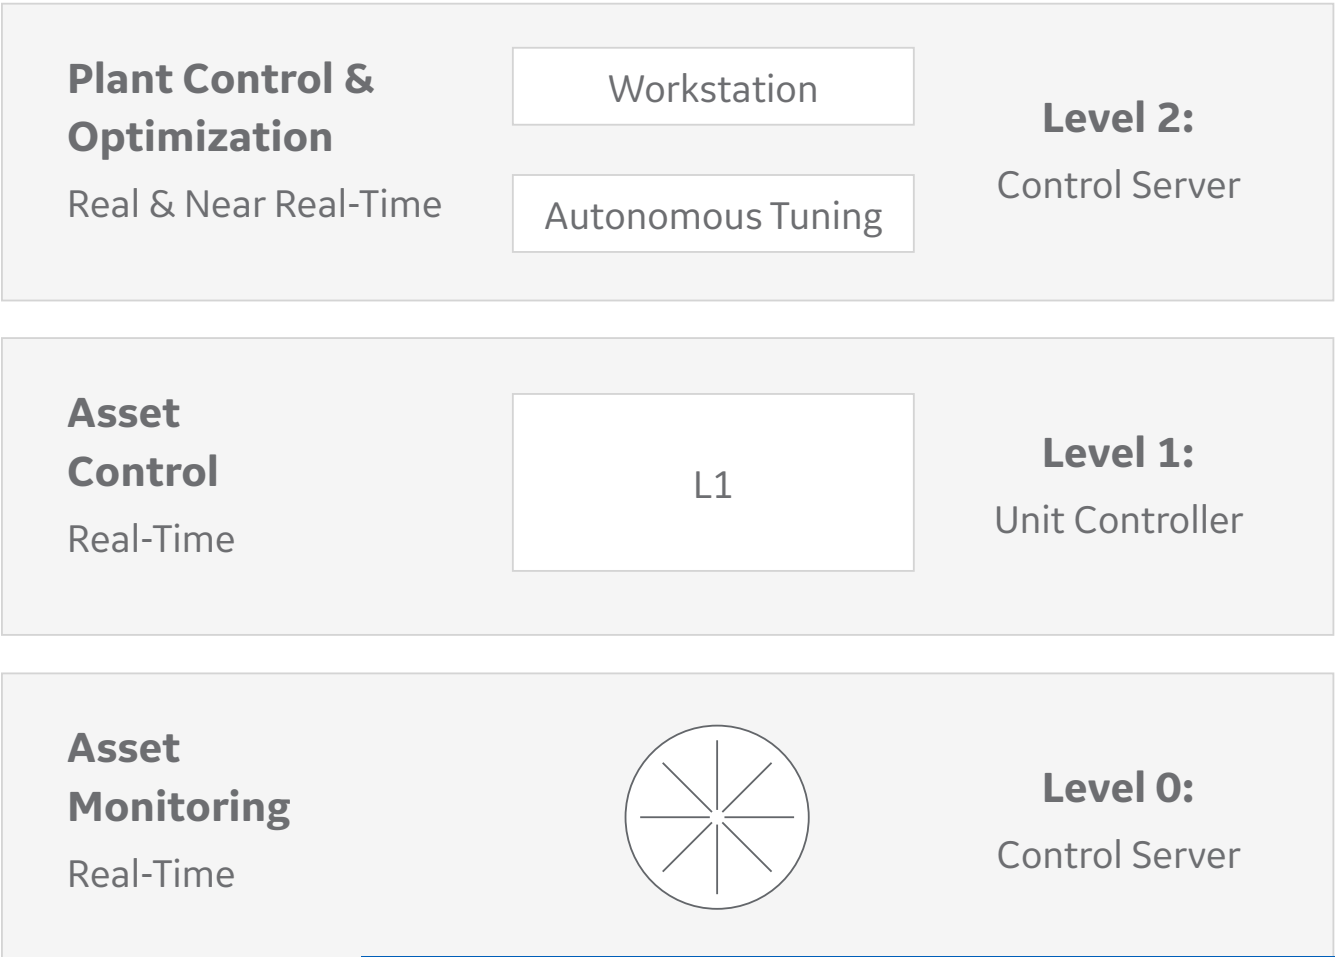 Plant Control &
Optimization
Real & Near Real-Time
Workstation
Autonomous Tuning
Level 2:
Control Server
Asset
Control
Real-Time
L1
Level 1:
Unit Controller
Asset
Monitoring
Real-Time
Level 0:
Control Server